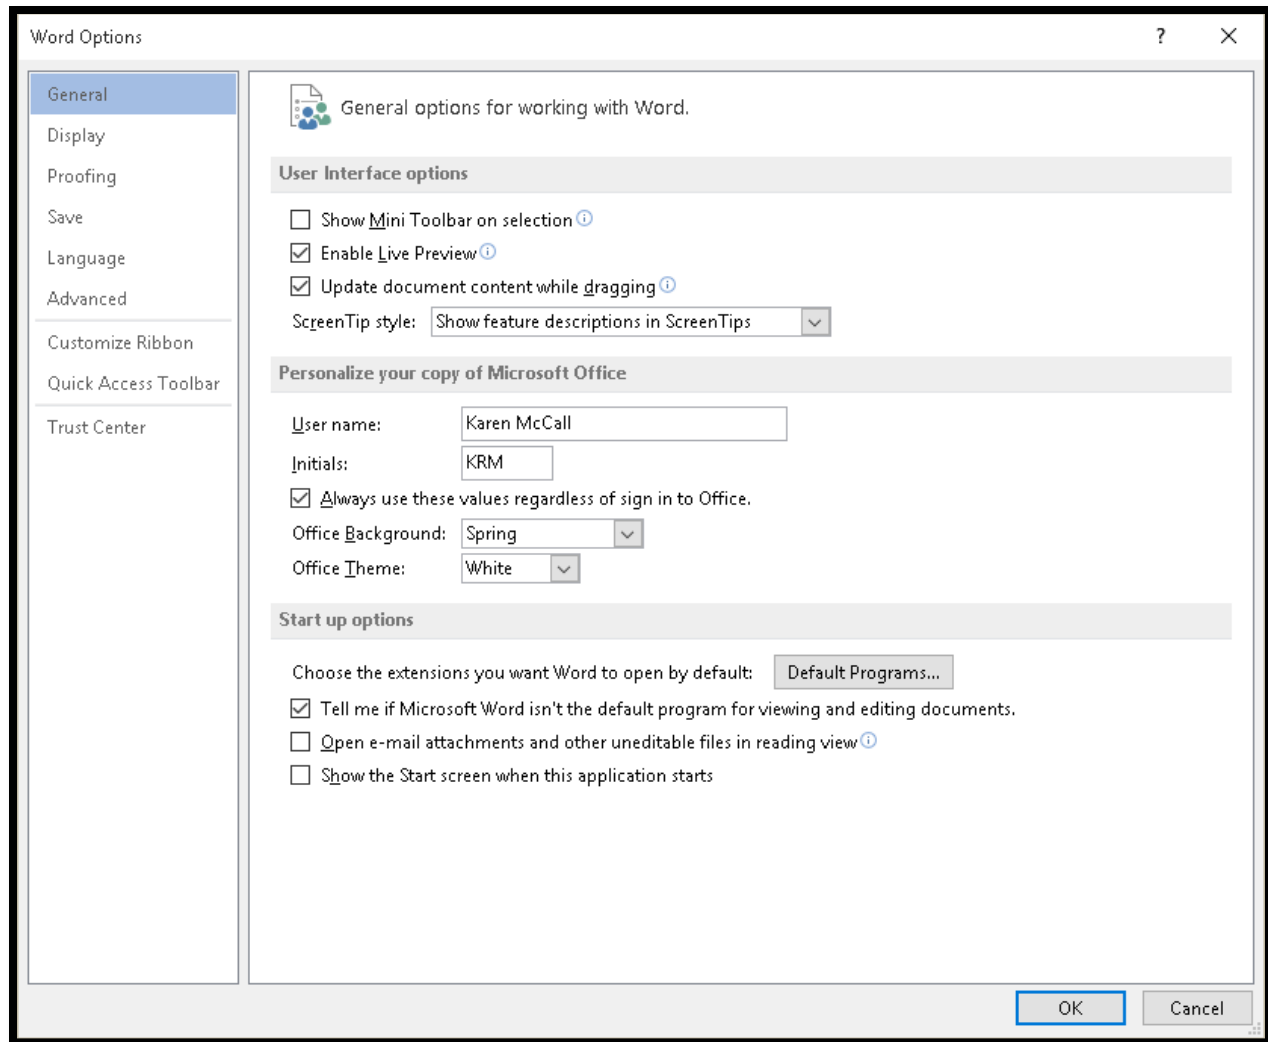 Word Options
?
General
Display
Proofing
Save
Language
Advanced
Customize Ribbon
Quick Access Toolbar
Trust Center
General options for working with Word.
User Interface options
Show Mini Toolbar on selection
Enable Live Preview
Update document content while dragging
ScreenTip style: Show feature descriptions in ScreenTips
Personalize your copy of Microsoft Office
User name: Karen McCall
Initials: KRM
Always use these values regardless of sign in to Office.
Office Background: Spring
Office Theme: White
Start up options
Choose the extensions you want Word to open by default: Default Programs...
Tell me if Microsoft Word isn't the default program for viewing and editing documents.
Open e-mail attachments and other uneditable files in reading view
Show the Start screen when this application starts
OK Cancel